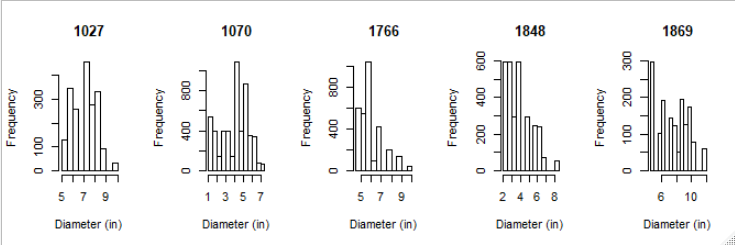 1027 1070 1766 1848 1869
Frequency Frequency Frequency Frequency Frequency
0 100 300
0 400 800
0 400 800
0 200 400 600
0 100 200 300
5 7 9 1 3 5 7 5 7 9 2 4 6 8 6 10
Diameter (in) Diameter (in) Diameter (in) Diameter (in) Diameter (in)